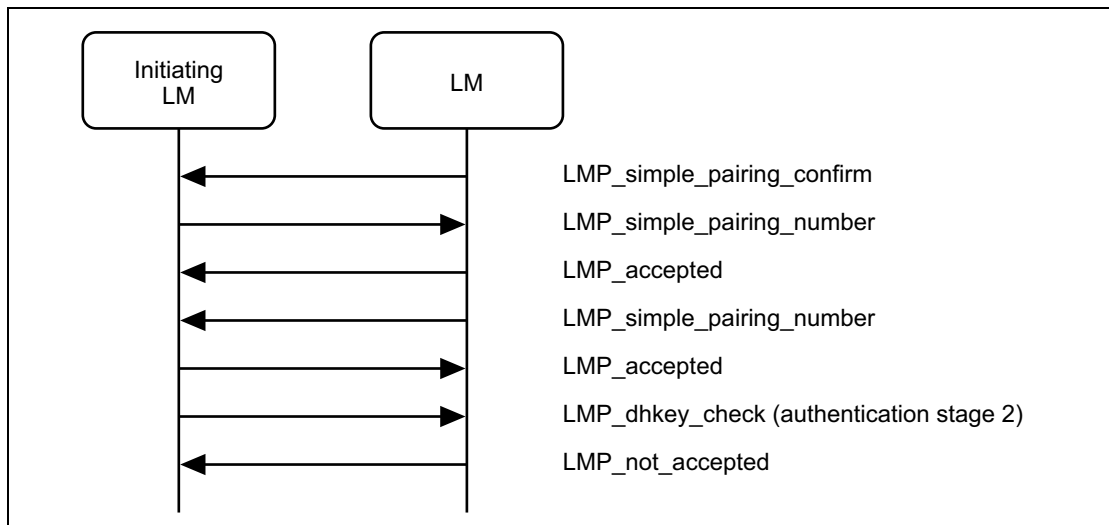 Initiating
LM
LM
LMP_simple_pairing_confirm
LMP_simple_pairing_number
LMP_accepted
LMP_simple_pairing_number
LMP_accepted
LMP_dhkey_check (authentication stage 2)
LMP_not_accepted